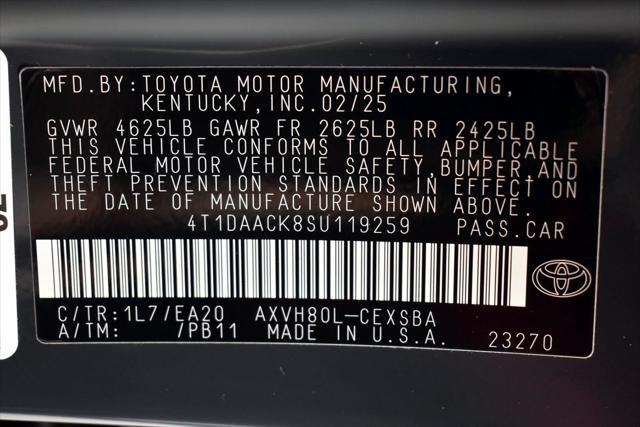 MFD.BY:TOYOTA MOTOR MANUFACTURING,
KENTUCKY,INC.02/25
GVWR 4625LB GAWR FR 2625LB RR 2425LB
THIS VEHICLE CONFORMS TO ALL APPLICABLE
FEDERAL MOTOR VEHICLE SAFETY,BUMPER,AND
THEFT PREVENTION STANDARDS IN EFFECT ON
THE DATE OF MANUFACTURE SHOWN ABOVE.
4T1DAACK8SU119259 PASS.CAR
C/TR:1L7/EA20 AXVH80L-CEXSBA
A/TM: /PB11 MADE IN U.S.A. 23270